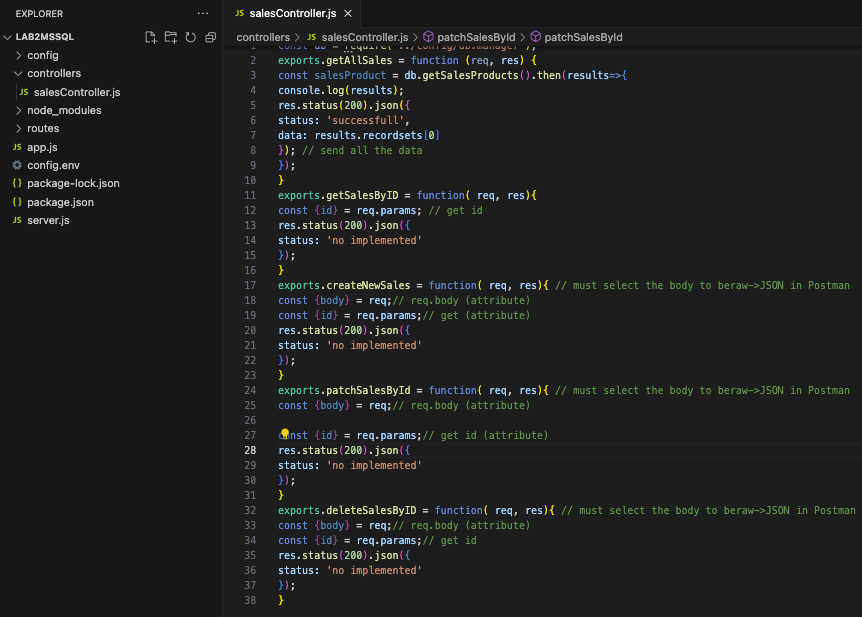 EXPLORER
LAB2MSSQL
config
controllers
JS salesController.js
node_modules
routes
JS app.js
config.env
{} package-lock.json
{} package.json
JS server.js
JS salesController.js
controllers > JS salesController.js > patchSalesById > patchSalesById
1 const db = require('../config/db.manager');
2 exports.getAllSales = function (req, res) {
3 const salesProduct = db.getSalesProducts().then(results=>{
4 console.log(results);
5 res.status(200).json({
6 status: 'successfull',
7 data: results.recordsets[0]
8 }); // send all the data
9 });
10 }
11 exports.getSalesByID = function( req, res){
12 const {id} = req.params; // get id
13 res.status(200).json({
14 status: 'no implemented'
15 });
16 }
17 exports.createNewSales = function( req, res){ // must select the body to beraw->JSON in Postman
18 const {body} = req;// req.body (attribute)
19 const {id} = req.params;// get (attribute)
20 res.status(200).json({
21 status: 'no implemented'
22 });
23 }
24 exports.patchSalesById = function( req, res){ // must select the body to beraw->JSON in Postman
25 const {body} = req;// req.body (attribute)
26
27 const {id} = req.params;// get id (attribute)
28 res.status(200).json({
29 status: 'no implemented'
30 });
31 }
32 exports.deleteSalesByID = function( req, res){ // must select the body to beraw->JSON in Postman
33 const {body} = req;// req.body (attribute)
34 const {id} = req.params;// get id
35 res.status(200).json({
36 status: 'no implemented'
37 });
38 }